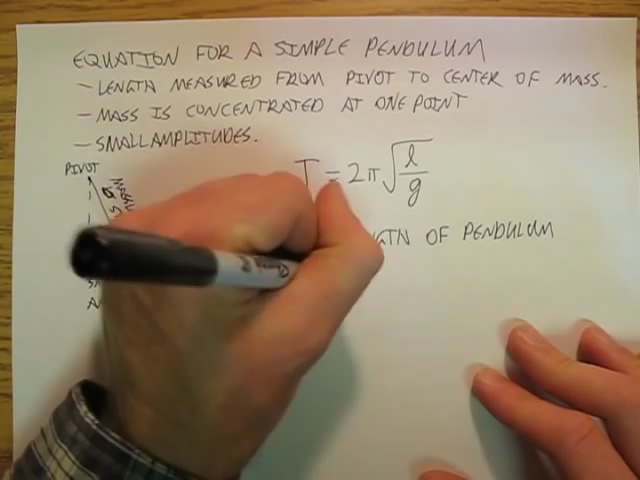 EQUATION FOR A SIMPLE PENDULUM
- LENGTH MEASURED FROM PIVOT TO CENTER OF MASS.
- MASS IS CONCENTRATED AT ONE POINT
- SMALL AMPLITUDES.
PIVOT
T = 2π√(l/g)
OF PENDULUM